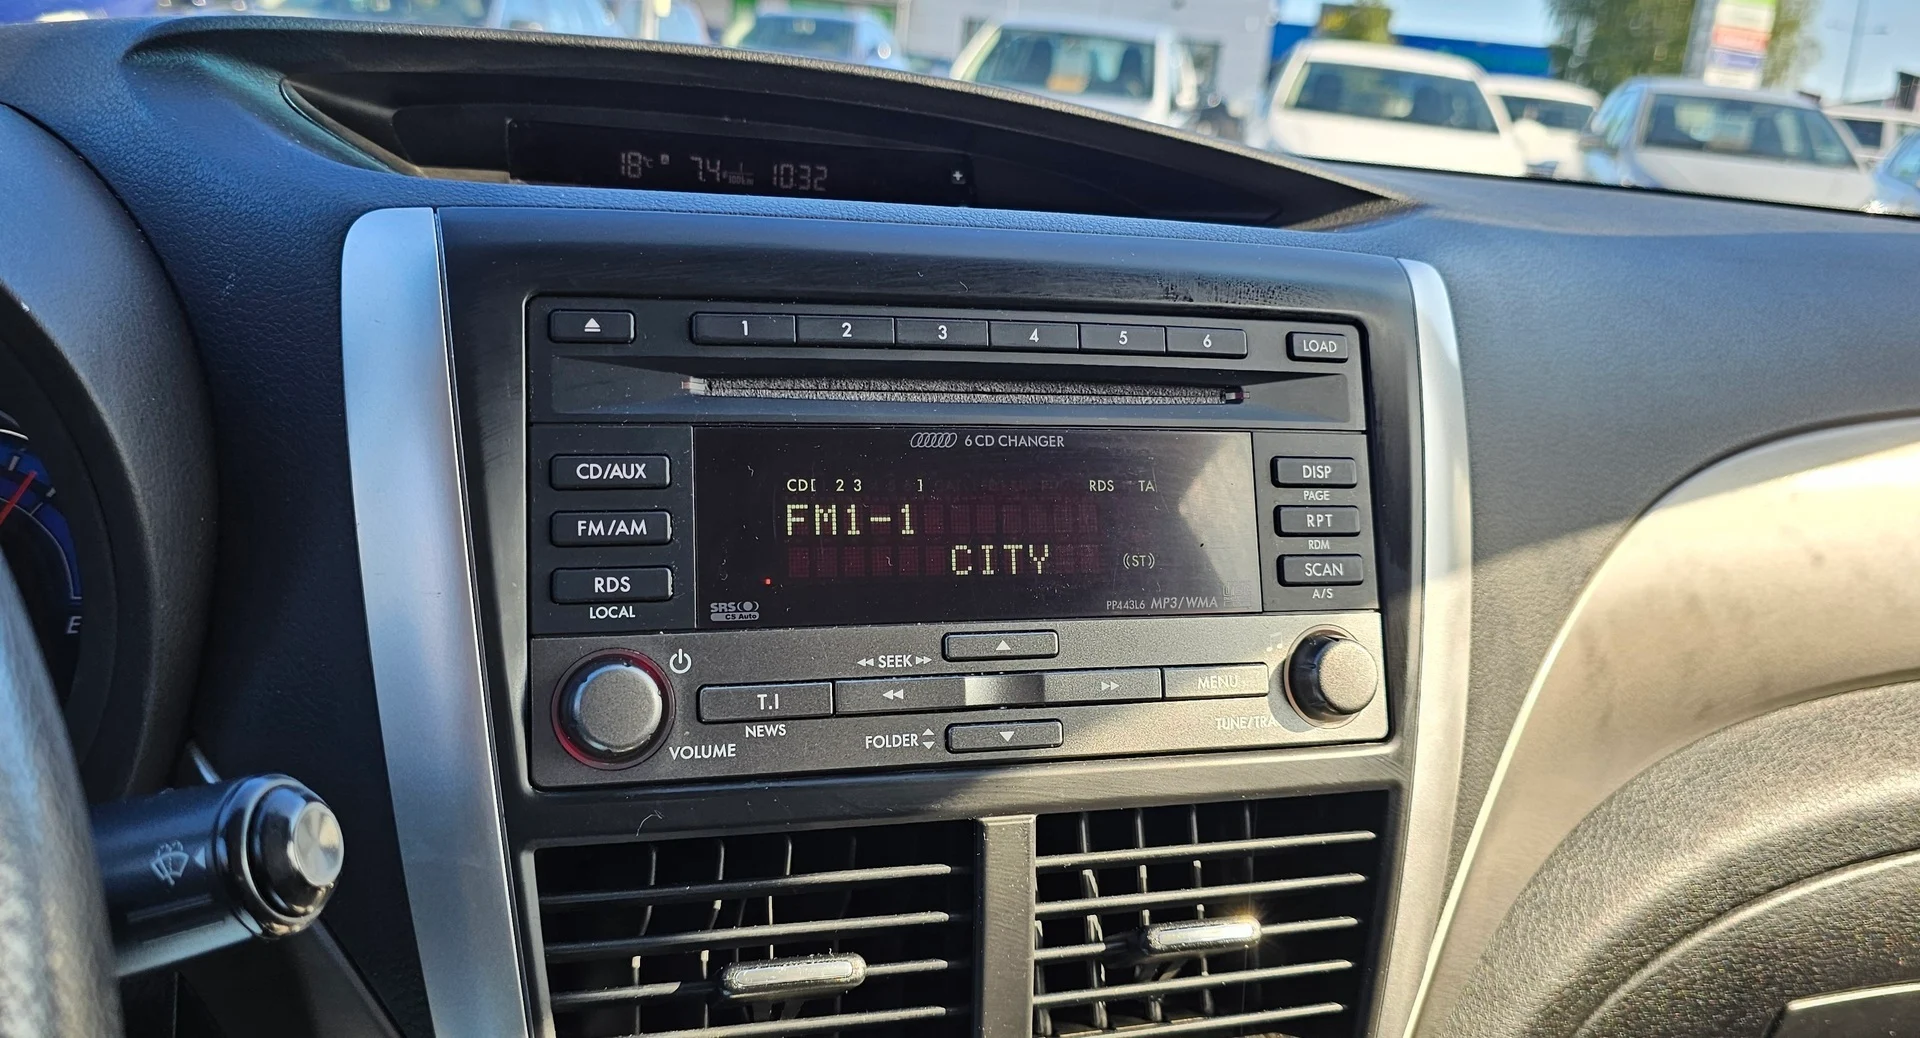 18°C 7.4 ℓ/100km 10:32
1 2 3 4 5 6 LOAD
6 CD CHANGER
CD/AUX
CD[ 2 3 ] RDS TA
DISP
PAGE
FM/AM
FM1-1
RPT
RDM
CITY ((ST))
SCAN
A/S
RDS
LOCAL
SRS
CS Auto
PP443L6 MP3/WMA
SEEK
T.I
NEWS
MENU
TUNE/TRA
VOLUME
FOLDER
E